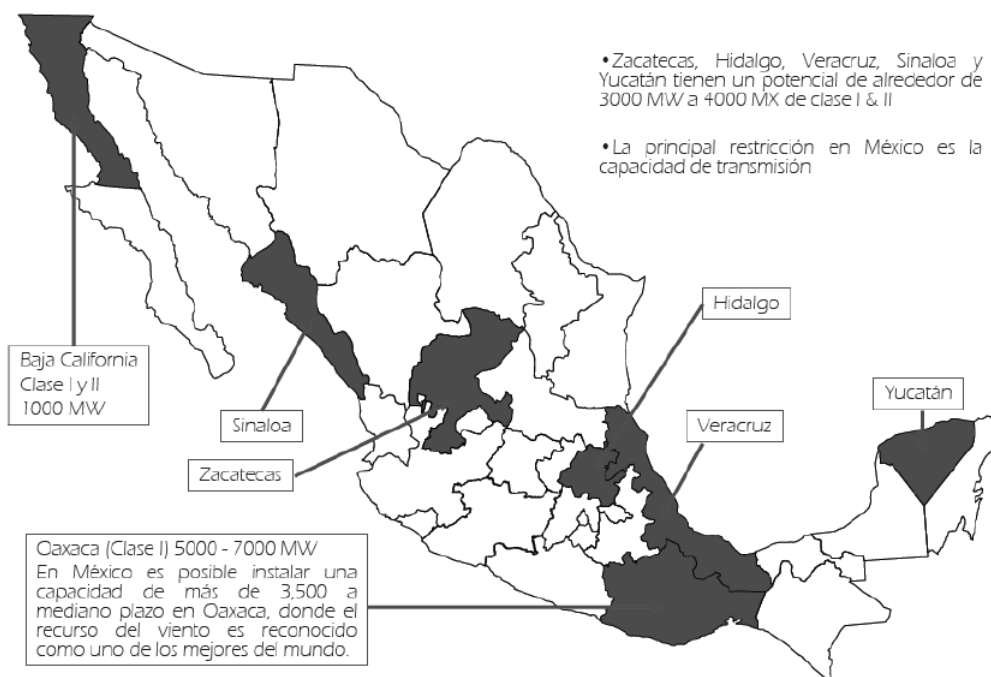 •Zacatecas, Hidalgo, Veracruz, Sinaloa y
Yucatán tienen un potencial de alrededor de
3000 MW a 4000 MX de clase I & II
•La principal restricción en México es la
capacidad de transmisión
Hidalgo
Baja California
Clase I y II
1000 MW
Yucatán
Sinaloa
Veracruz
Zacatecas
Oaxaca (Clase I) 5000 - 7000 MW
En México es posible instalar una
capacidad de más de 3,500 a
mediano plazo en Oaxaca, donde el
recurso del viento es reconocido
como uno de los mejores del mundo.